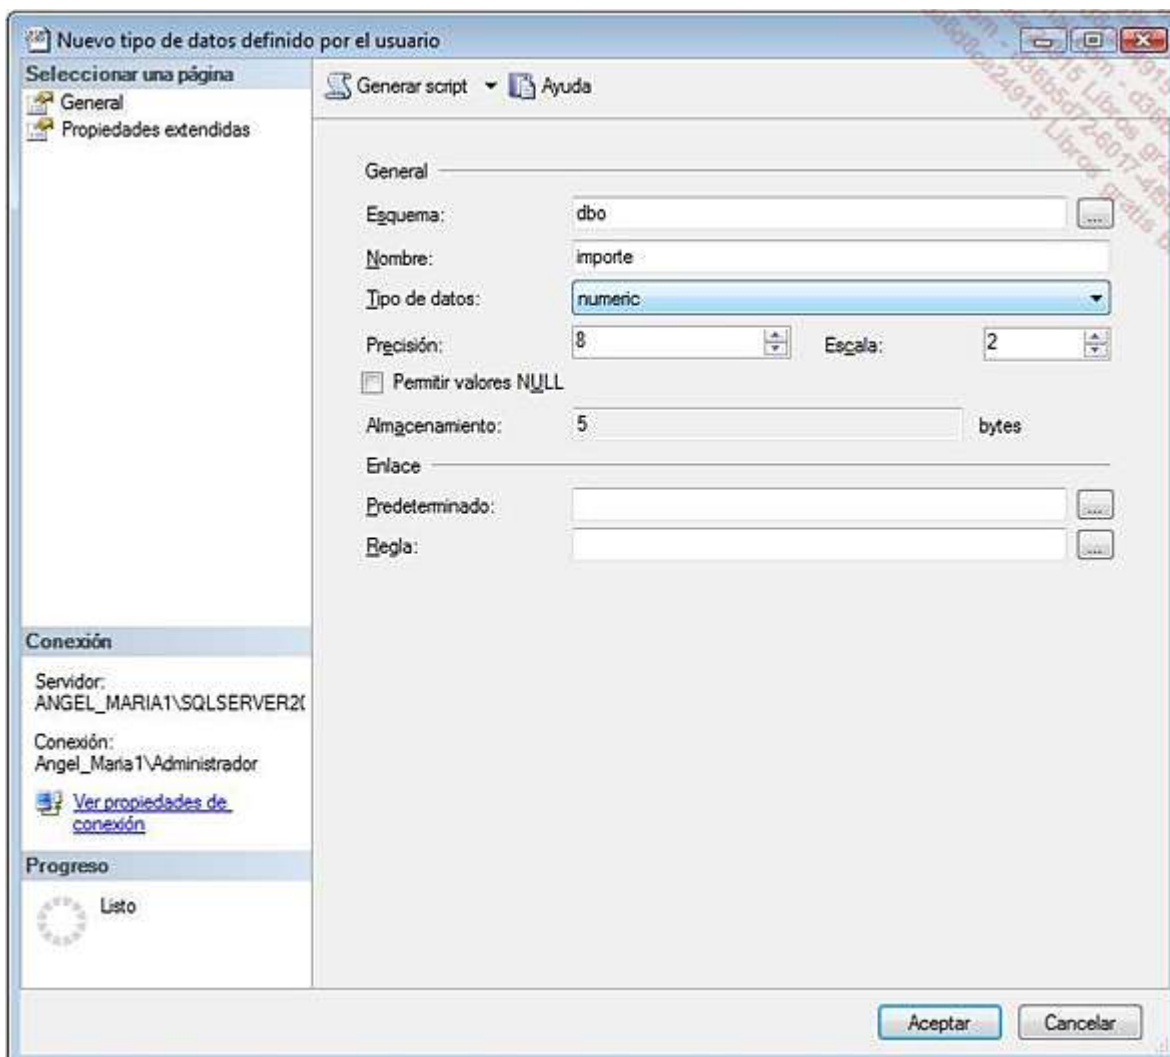 Nuevo tipo de datos definido por el usuario
Seleccionar una página
General
Propiedades extendidas
Generar script
Ayuda
General
Esquema: dbo ...
Nombre: importe
Tipo de datos: numeric
Precisión: 8 Escala: 2
Permitir valores NULL
Almacenamiento: 5 bytes
Enlace
Predeterminado: ...
Regla: ...
Conexión
Servidor:
ANGEL_MARIA1\SQLSERVER2(
Conexión:
Angel_Maria1\Administrador
Ver propiedades de
conexión
Progreso
Listo
Aceptar Cancelar